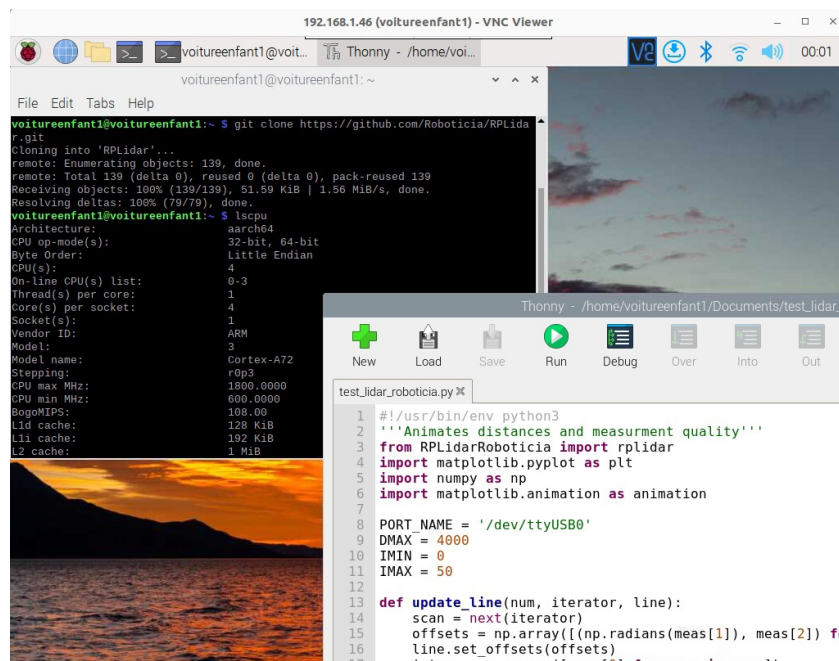 192.168.1.46 (voitureenfant1) - VNC Viewer
voitureenfant1@voit...
Thonny - /home/voi...
00:01
voitureenfant1@voitureenfant1: ~
File Edit Tabs Help
voitureenfant1@voitureenfant1:~ $ git clone https://github.com/Roboticia/RPLida
r.git
Cloning into 'RPLidar'...
remote: Enumerating objects: 139, done.
remote: Total 139 (delta 0), reused 0 (delta 0), pack-reused 139
Receiving objects: 100% (139/139), 51.59 KiB | 1.56 MiB/s, done.
Resolving deltas: 100% (79/79), done.
voitureenfant1@voitureenfant1:~ $ lscpu
Architecture: aarch64
CPU op-mode(s): 32-bit, 64-bit
Byte Order: Little Endian
CPU(s): 4
On-line CPU(s) list: 0-3
Thread(s) per core: 1
Core(s) per socket: 4
Socket(s): 1
Vendor ID: ARM
Model: 3
Model name: Cortex-A72
Stepping: r0p3
CPU max MHz: 1800.0000
CPU min MHz: 600.0000
BogoMIPS: 108.00
L1d cache: 128 KiB
L1i cache: 192 KiB
L2 cache: 1 MiB
Thonny - /home/voitureenfant1/Documents/test_lidar_
New Load Save Run Debug Over Into Out
test_lidar_roboticia.py
1 #!/usr/bin/env python3
2 '''Animates distances and measurment quality'''
3 from RPLidarRoboticia import rplidar
4 import matplotlib.pyplot as plt
5 import numpy as np
6 import matplotlib.animation as animation
7
8 PORT_NAME = '/dev/ttyUSB0'
9 DMAX = 4000
10 IMIN = 0
11 IMAX = 50
12
13 def update_line(num, iterator, line):
14 scan = next(iterator)
15 offsets = np.array([(np.radians(meas[1]), meas[2]) f
16 line.set_offsets(offsets)